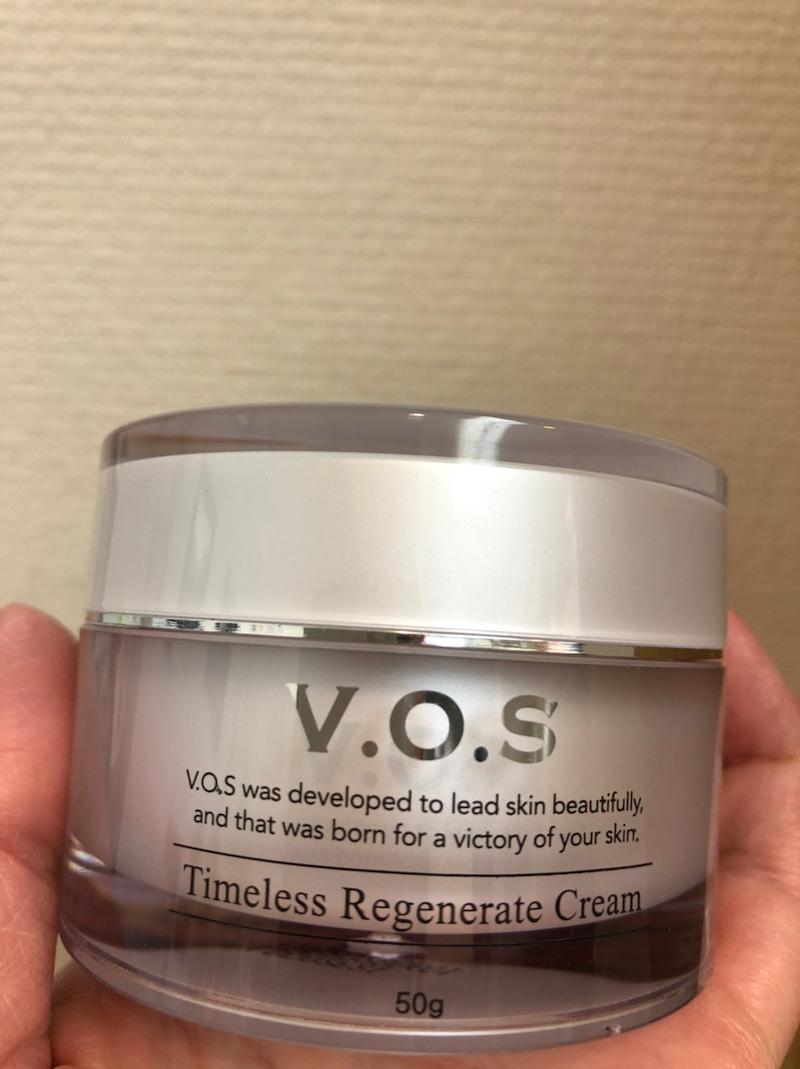 V.O.S
V.O.S was developed to lead skin beautifully,
and that was born for a victory of your skin.
Timeless Regenerate Cream
50g